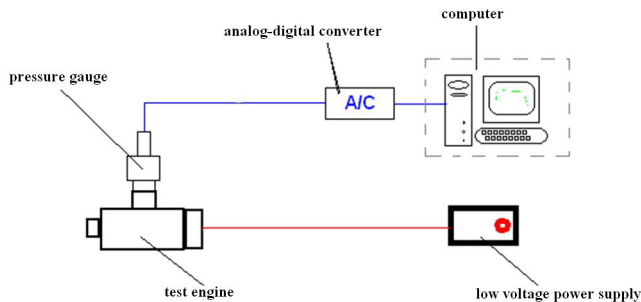 computer
analog-digital converter
pressure gauge
A/C
test engine
low voltage power supply